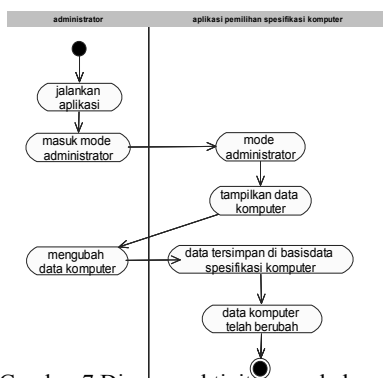 administrator
aplikasi pemilihan spesifikasi komputer
jalankan
aplikasi
masuk mode
administrator
mode
administrator
tampilkan data
komputer
mengubah
data komputer
data tersimpan di basisdata
spesifikasi komputer
data komputer
telah berubah